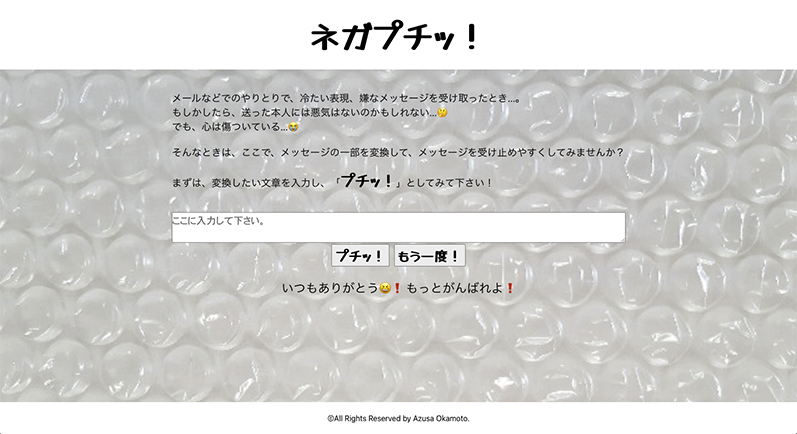 ネガプチッ！
メールなどでのやりとりで、冷たい表現、嫌なメッセージを受け取ったとき...。
もしかしたら、送った本人には悪気はないのかもしれない...🤔
でも、心は傷ついている...😂
そんなときは、ここで、メッセージの一部を変換して、メッセージを受け止めやすくしてみませんか？
まずは、変換したい文章を入力し、「プチッ！」としてみて下さい！
ここに入力して下さい。
プチッ！ もう一度！
いつもありがとう😀❗ もっとがんばれよ❗
©All Rights Reserved by Azusa Okamoto.